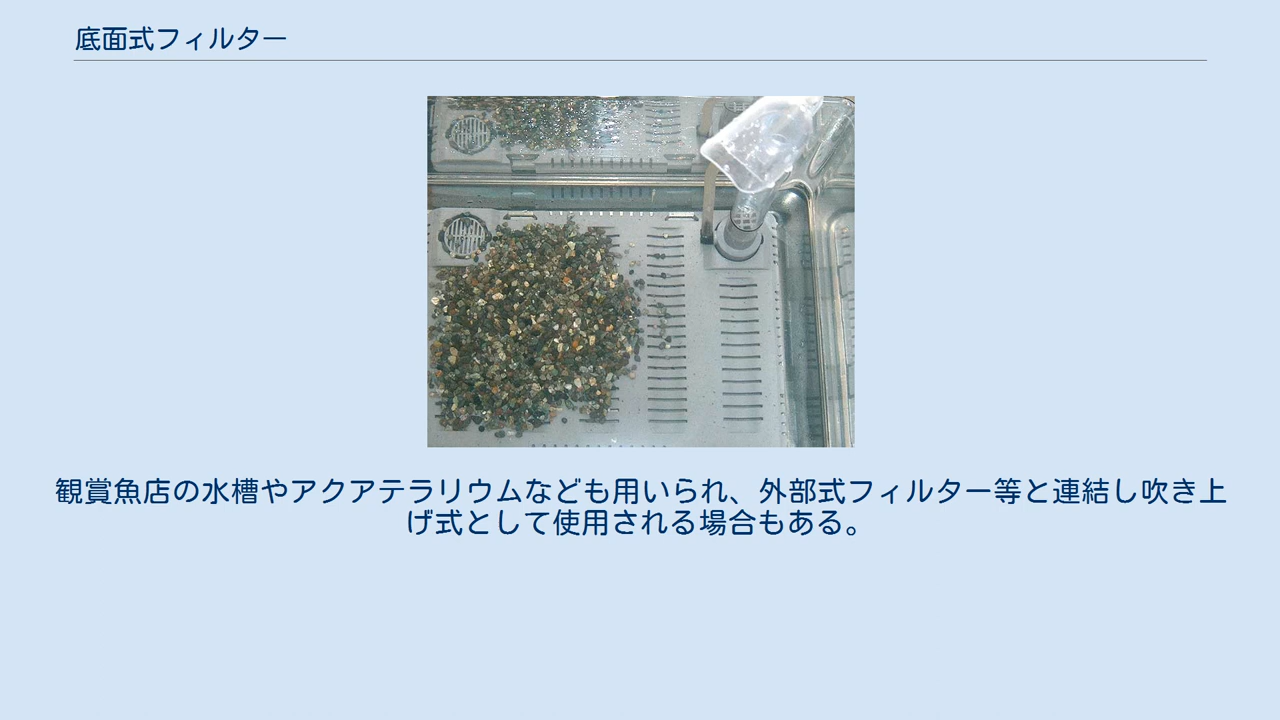 底面式フィルター
観賞魚店の水槽やアクアテラリウムなども用いられ、外部式フィルター等と連結し吹き上
げ式として使用される場合もある。